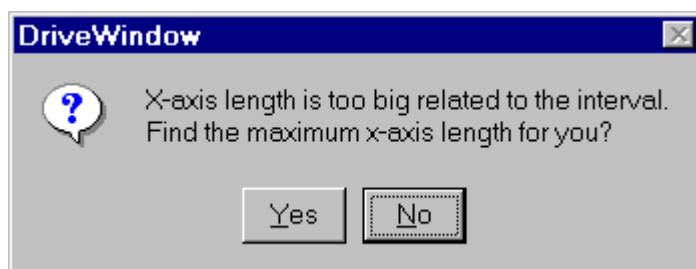 DriveWindow
X-axis length is too big related to the interval.
Find the maximum x-axis length for you?
Yes
No